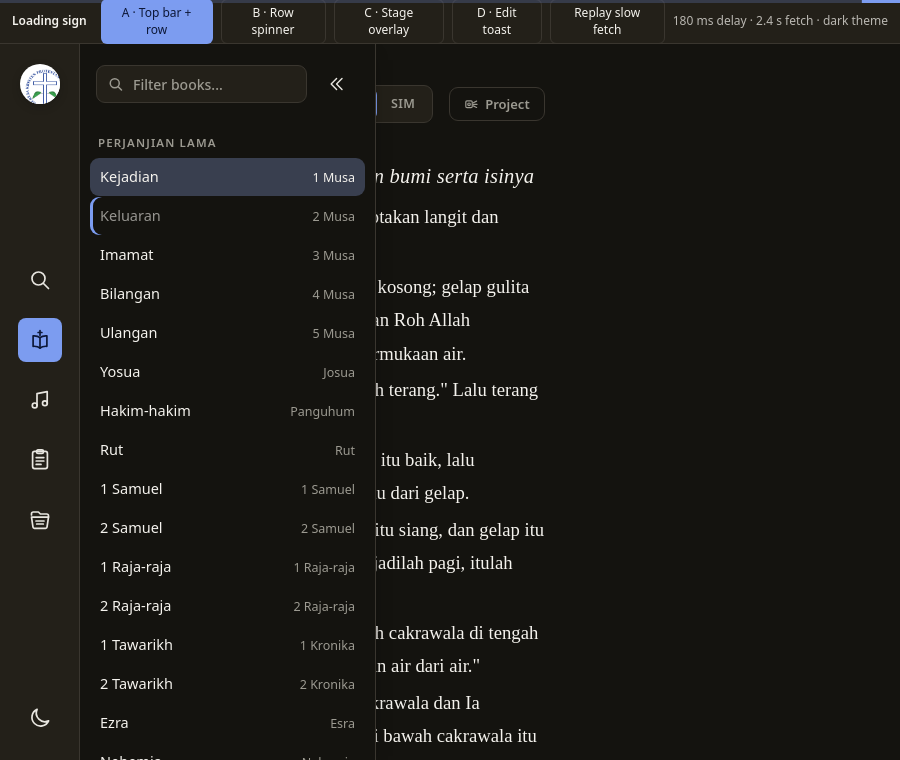 Loading sign
A · Top bar + row
B · Row spinner
C · Stage overlay
D · Edit toast
Replay slow fetch
180 ms delay · 2.4 s fetch · dark theme
Filter books...
SIM
Project
PERJANJIAN LAMA
Kejadian 1 Musa
Keluaran 2 Musa
Imamat 3 Musa
Bilangan 4 Musa
Ulangan 5 Musa
Yosua Josua
Hakim-hakim Panguhum
Rut Rut
1 Samuel 1 Samuel
2 Samuel 2 Samuel
1 Raja-raja 1 Raja-raja
2 Raja-raja 2 Raja-raja
1 Tawarikh 1 Kronika
2 Tawarikh 2 Kronika
Ezra Esra
bumi serta isinya
langit dan
kosong; gelap gulita
Roh Allah
air.
terang." Lalu terang
itu baik, lalu
dari gelap.
itu siang, dan gelap itu
pagi, itulah
cakrawala di tengah
air dari air."
dan Ia
bawah cakrawala itu